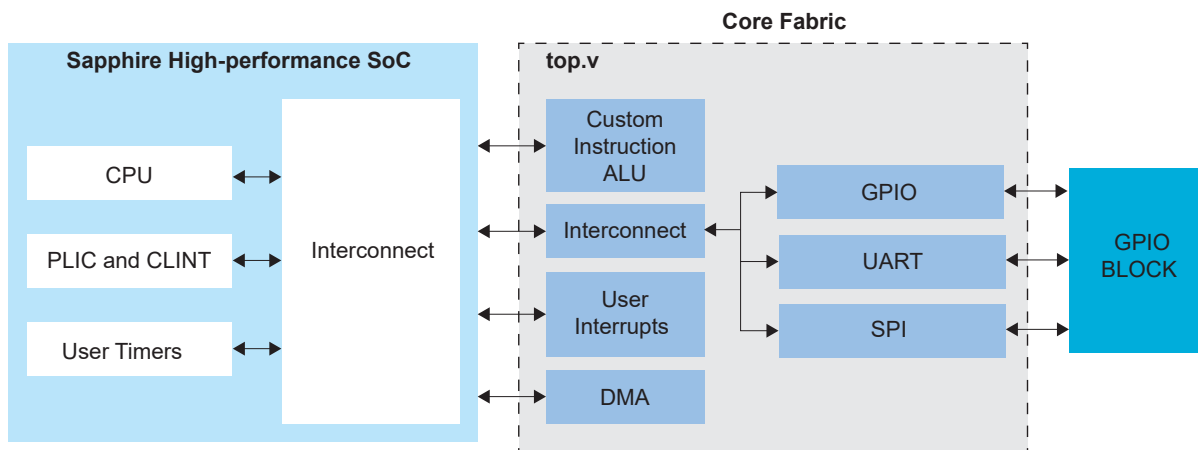 Core Fabric
Sapphire High-performance SoC
top.v
CPU
PLIC and CLINT
User Timers
Interconnect
Custom
Instruction
ALU
Interconnect
User
Interrupts
DMA
GPIO
UART
SPI
GPIO
BLOCK